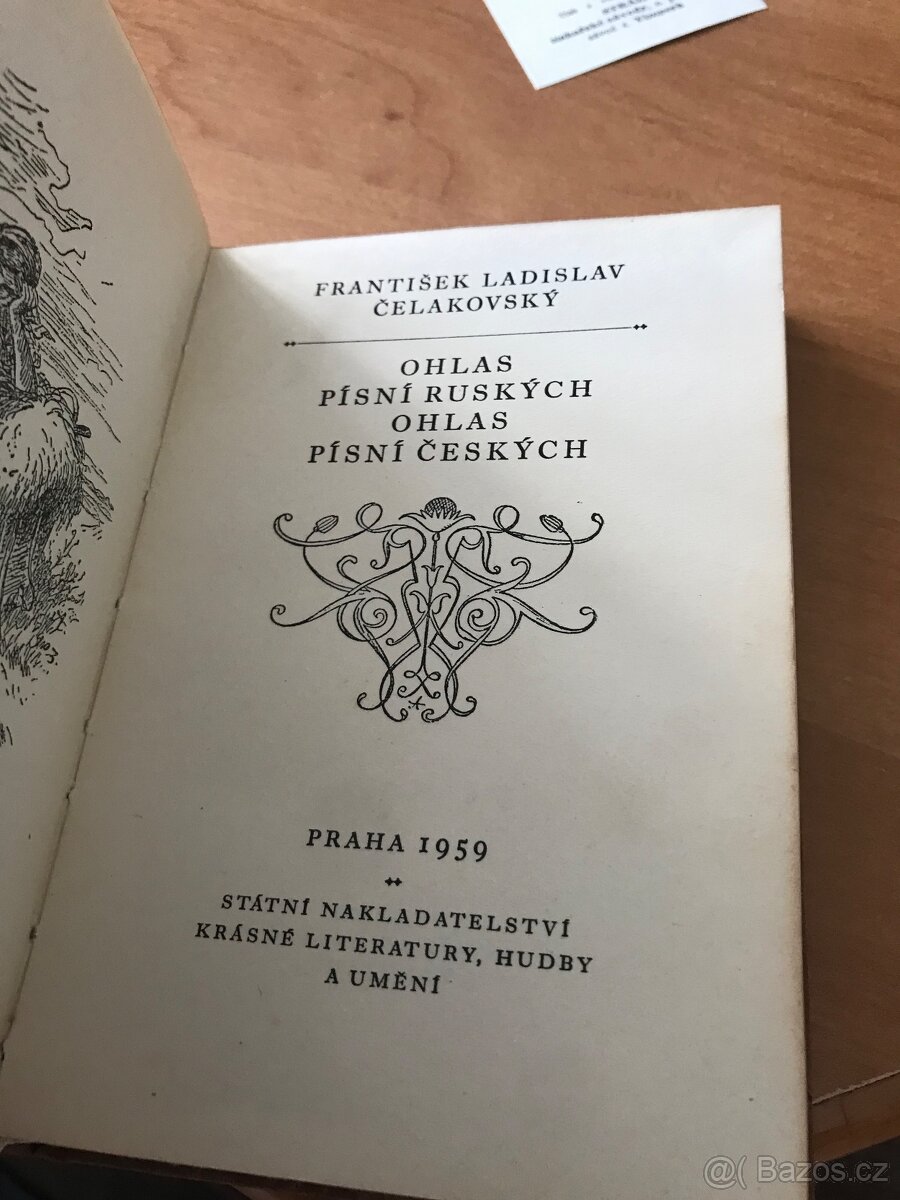 FRANTIŠEK LADISLAV
ČELAKOVSKÝ
OHLAS
PÍSNÍ RUSKÝCH
OHLAS
PÍSNÍ ČESKÝCH
PRAHA 1959
STÁTNÍ NAKLADATELSTVÍ
KRÁSNÉ LITERATURY, HUDBY
A UMĚNÍ
@( Bazos.cz